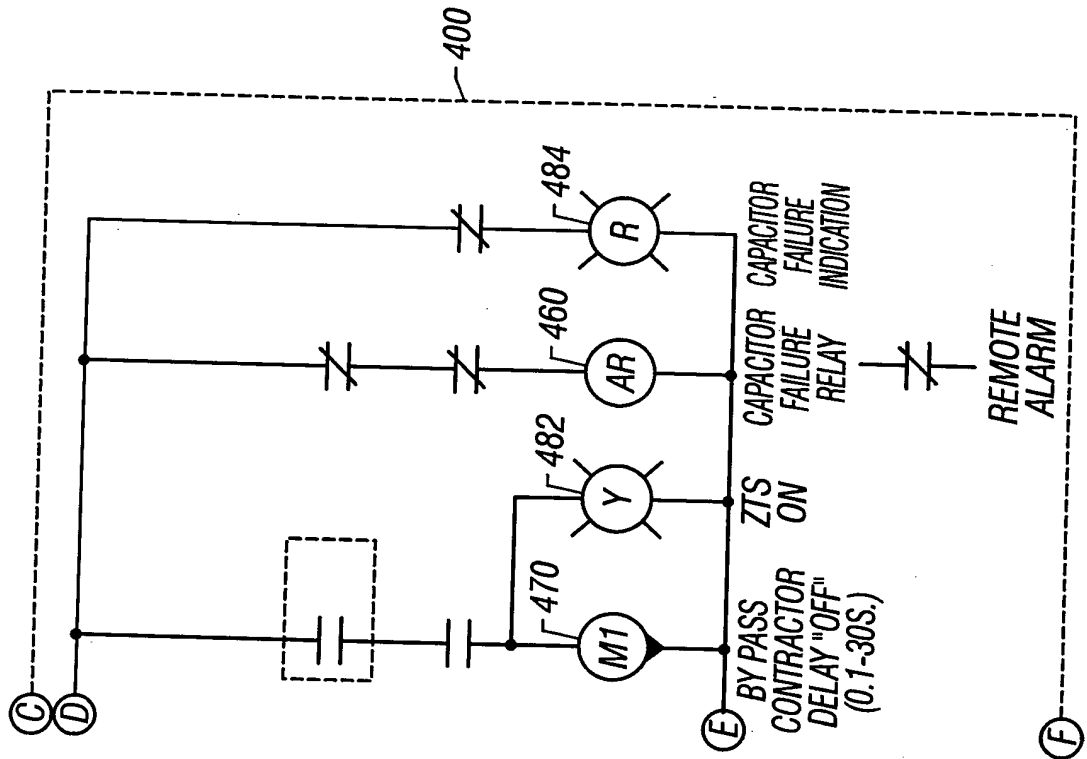 C
D
400
484
R
460
AR
482
Y
470
M1
E
BY PASS
CONTRACTOR
DELAY "OFF"
(0.1-30S.)
ZTS
ON
CAPACITOR
FAILURE
RELAY
CAPACITOR
FAILURE
INDICATION
REMOTE
ALARM
F